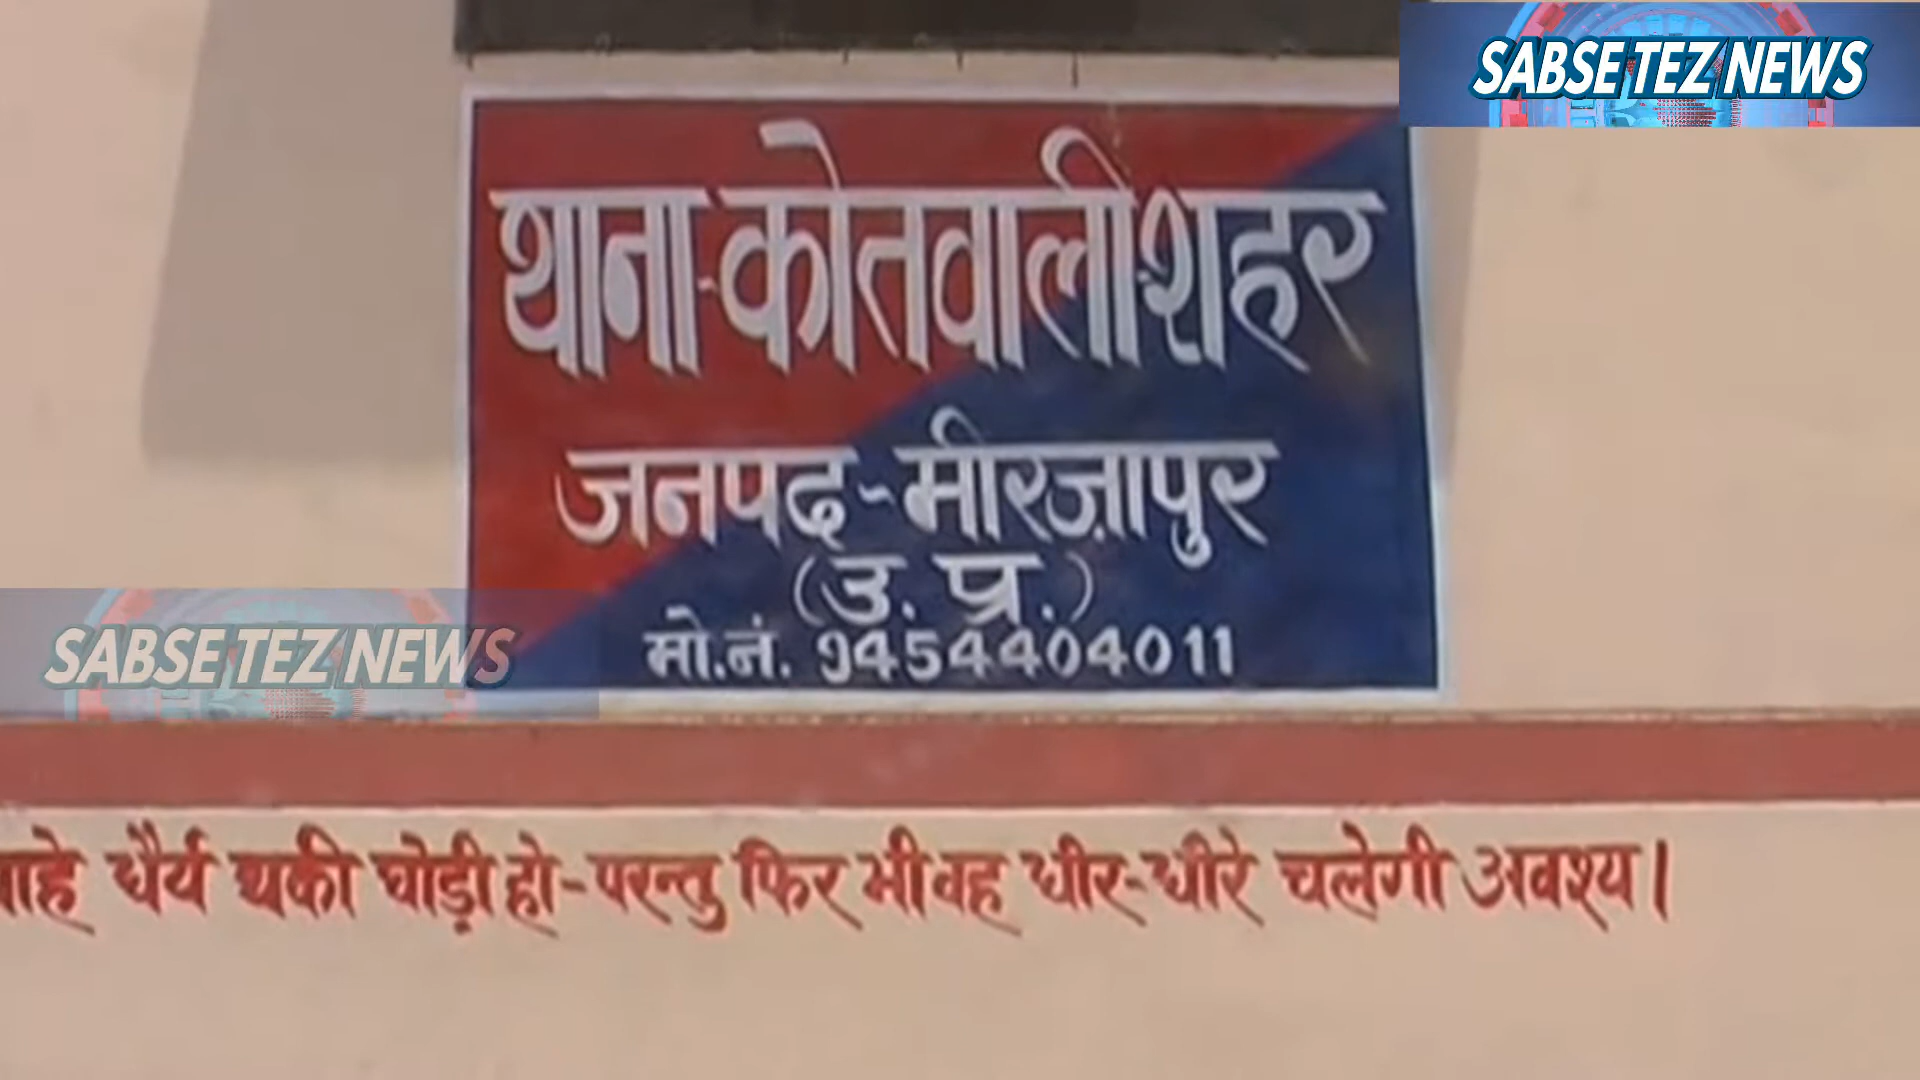 SABSE TEZ NEWS
थाना-कोतवाली शहर
जनपद-मीरज़ापुर
(उ. प्र.)
मो.नं. 9454404011
SABSE TEZ NEWS
धैर्य थकी घोड़ी हो-परन्तु फिर भी वह धीर-धीरे चलेगी अवश्य।